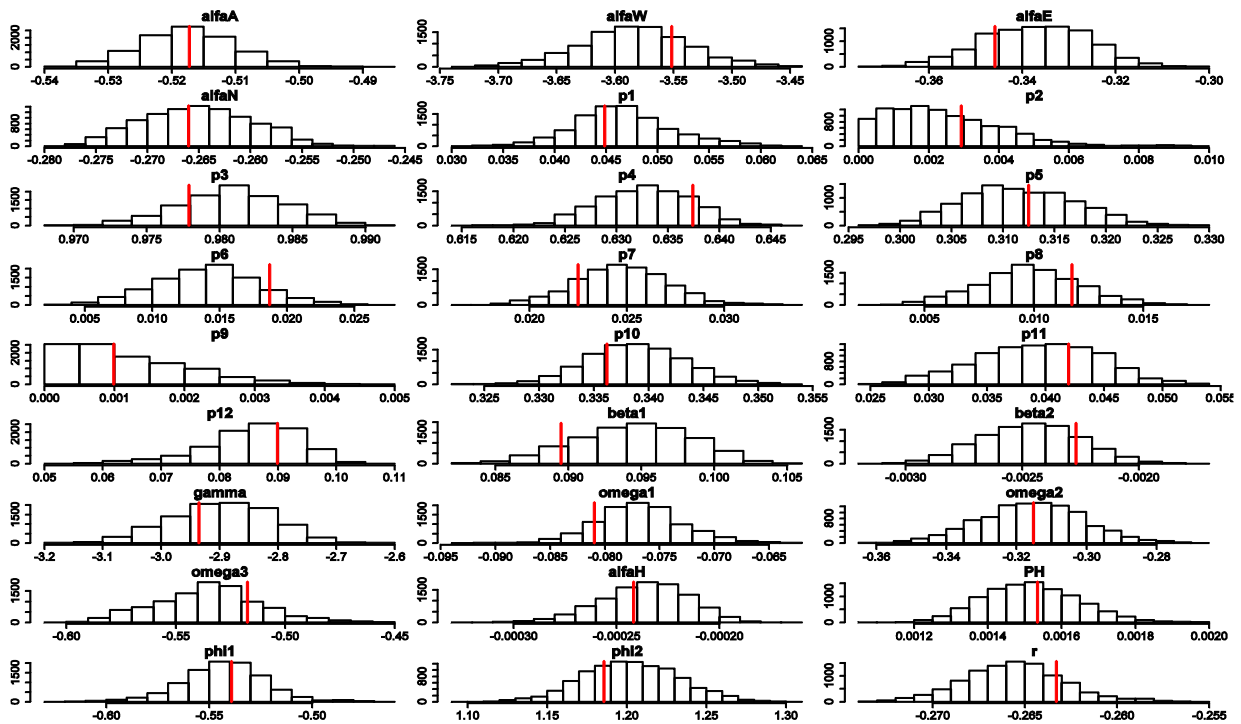 alfaA alfaW alfaE
0 2000 0 1500 0 1000
-0.54 -0.53 -0.52 -0.51 -0.50 -0.49 -3.75 -3.70 -3.65 -3.60 -3.55 -3.50 -3.45 -0.36 -0.34 -0.32 -0.30
alfaN p1 p2
0 800 0 1500 0 800
-0.280 -0.275 -0.270 -0.265 -0.260 -0.255 -0.250 -0.245 0.030 0.035 0.040 0.045 0.050 0.055 0.060 0.065 0.000 0.002 0.004 0.006 0.008 0.010
p3 p4 p5
0 1500 0 1500 0 1000
0.970 0.975 0.980 0.985 0.990 0.615 0.620 0.625 0.630 0.635 0.640 0.645 0.295 0.300 0.305 0.310 0.315 0.320 0.325 0.330
p6 p7 p8
0 1500 0 1500 0 1500
0.005 0.010 0.015 0.020 0.025 0.020 0.025 0.030 0.005 0.010 0.015
p9 p10 p11
0 2000 0 1500 0 1500
0.000 0.001 0.002 0.003 0.004 0.005 0.325 0.330 0.335 0.340 0.345 0.350 0.355 0.025 0.030 0.035 0.040 0.045 0.050 0.055
p12 beta1 beta2
0 2000 0 1500 0 1500
0.05 0.06 0.07 0.08 0.09 0.10 0.11 0.085 0.090 0.095 0.100 0.105 -0.0030 -0.0025 -0.0020
gamma omega1 omega2
0 1500 0 1500 0 800
-3.2 -3.1 -3.0 -2.9 -2.8 -2.7 -2.6 -0.095 -0.090 -0.085 -0.080 -0.075 -0.070 -0.065 -0.36 -0.34 -0.32 -0.30 -0.28
omega3 alfaH PH
0 1500 0 1500 0 1000
-0.60 -0.55 -0.50 -0.45 -0.00030 -0.00025 -0.00020 0.0012 0.0014 0.0016 0.0018 0.0020
phi1 phi2 r
0 1500 0 800 0 1000
-0.60 -0.55 -0.50 1.10 1.15 1.20 1.25 1.30 -0.270 -0.265 -0.260 -0.255